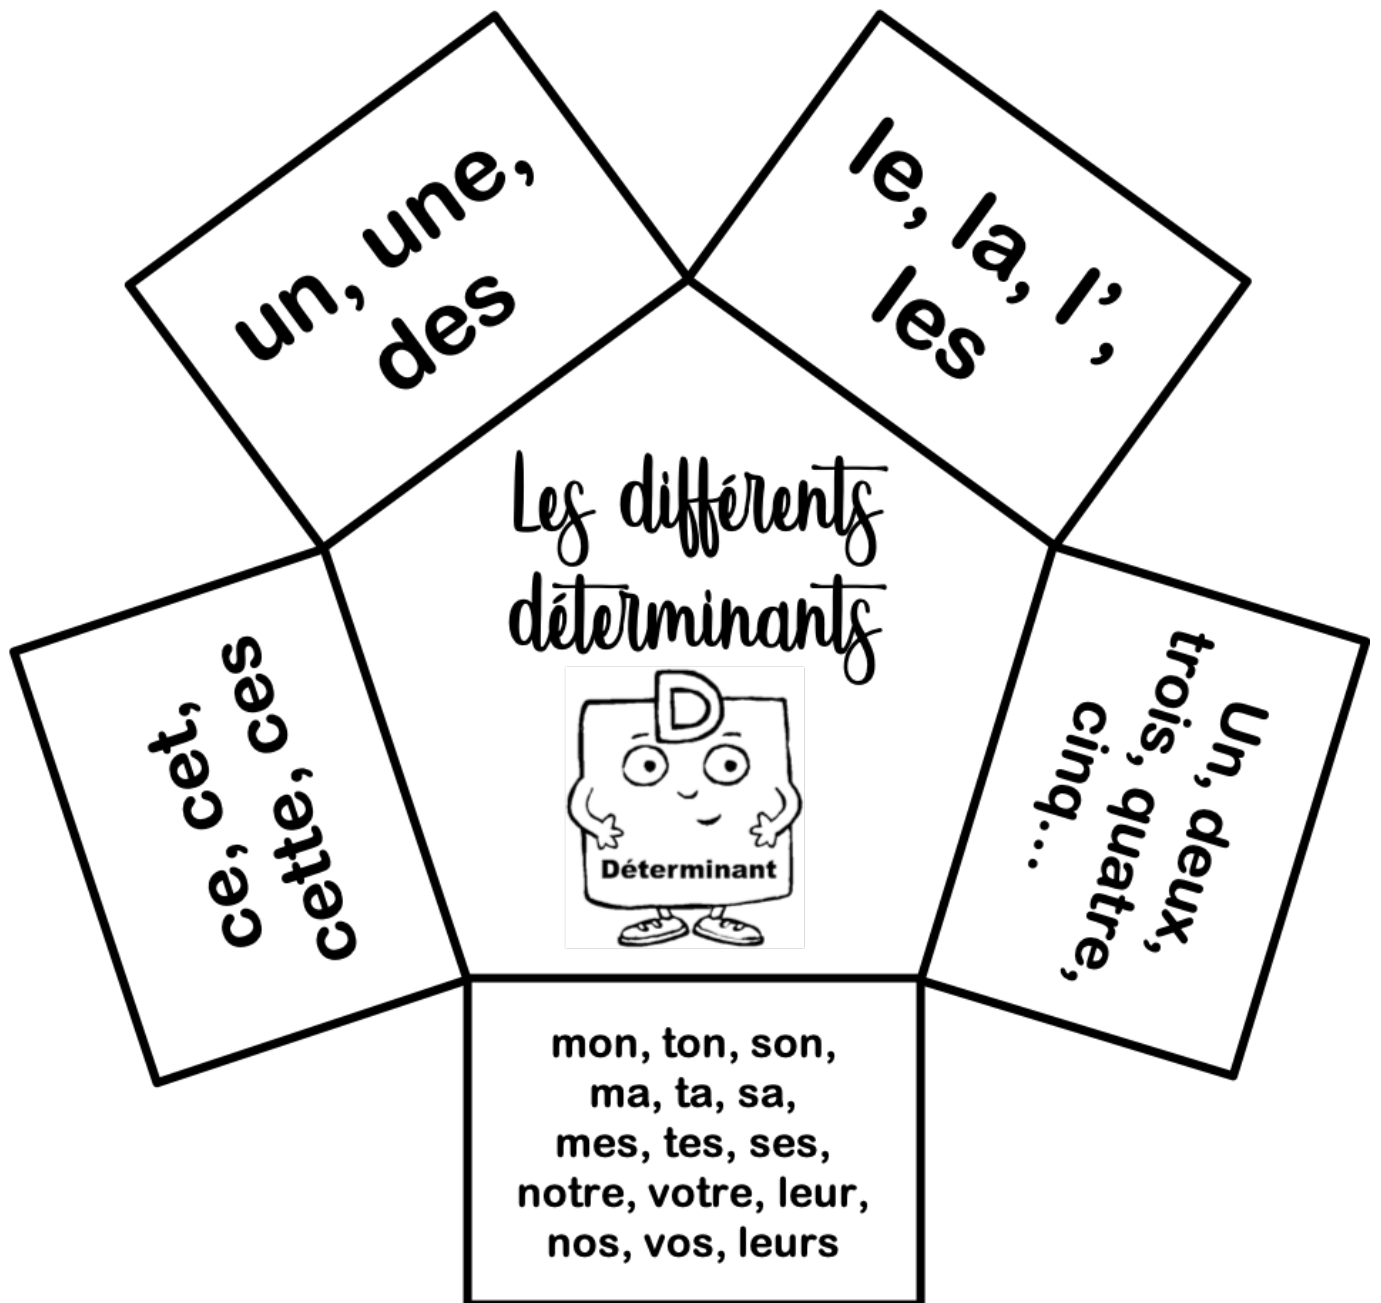 un, une,
des
le, la, l’,
les
Les différents
déterminants
D
Déterminant
ce, cet,
cette, ces
Un, deux,
trois, quatre,
cinq...
mon, ton, son,
ma, ta, sa,
mes, tes, ses,
notre, votre, leur,
nos, vos, leurs